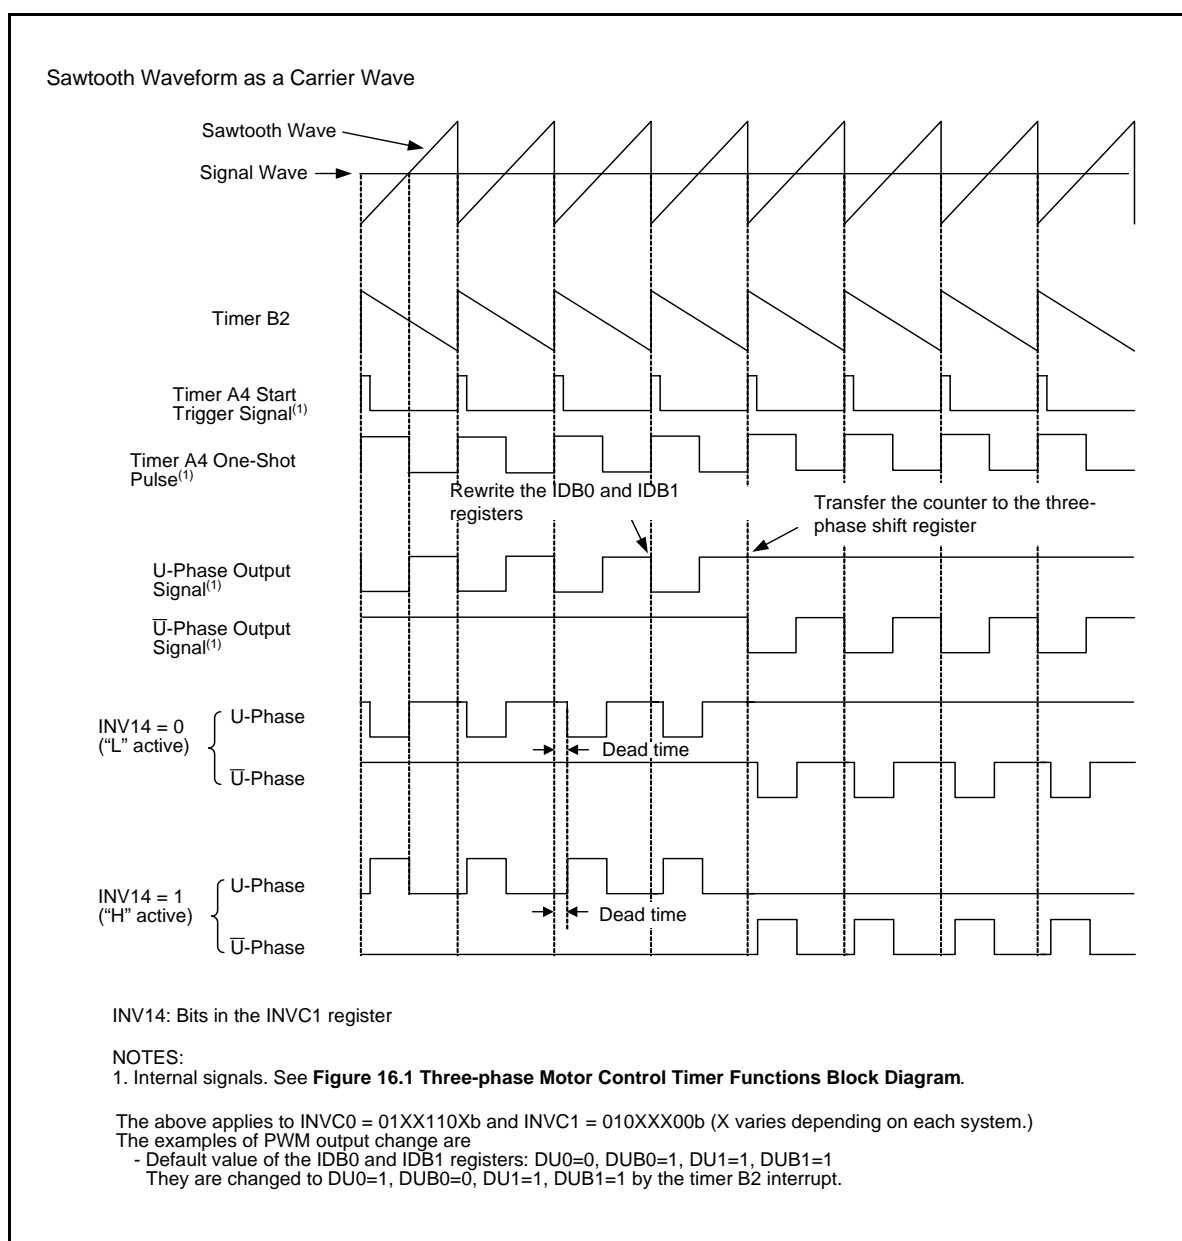 Sawtooth Waveform as a Carrier Wave
Sawtooth Wave
Signal Wave
Timer B2
Timer A4 Start
Trigger Signal(1)
Timer A4 One-Shot
Pulse(1)
Rewrite the IDB0 and IDB1
registers
Transfer the counter to the three-
phase shift register
U-Phase Output
Signal(1)
U̅-Phase Output
Signal(1)
INV14 = 0
("L" active)
U-Phase
Dead time
U̅-Phase
INV14 = 1
("H" active)
U-Phase
Dead time
U̅-Phase
INV14: Bits in the INVC1 register
NOTES:
1. Internal signals. See Figure 16.1 Three-phase Motor Control Timer Functions Block Diagram.
The above applies to INVC0 = 01XX110Xb and INVC1 = 010XXX00b (X varies depending on each system.)
The examples of PWM output change are
- Default value of the IDB0 and IDB1 registers: DU0=0, DUB0=1, DU1=1, DUB1=1
They are changed to DU0=1, DUB0=0, DU1=1, DUB1=1 by the timer B2 interrupt.